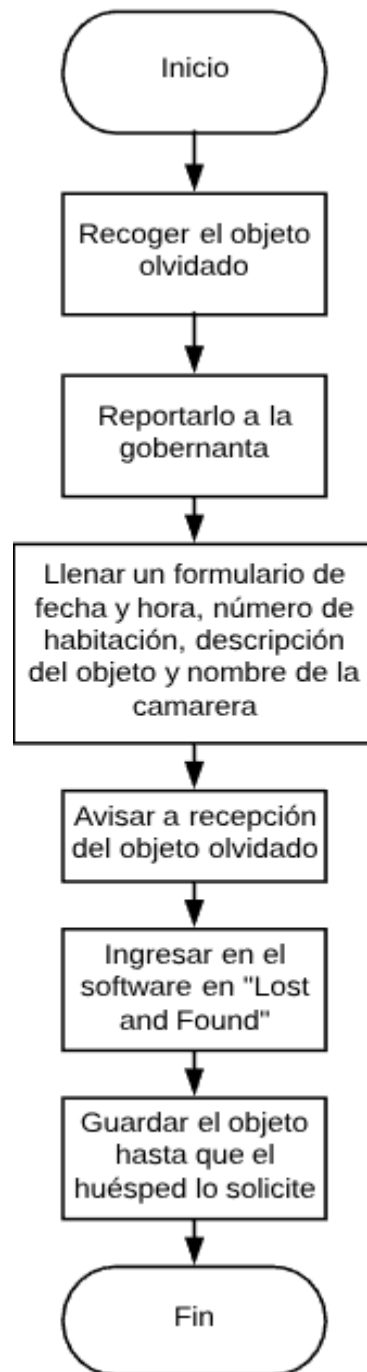 Inicio
Recoger el objeto
olvidado
Reportarlo a la
gobernanta
Llenar un formulario de
fecha y hora, número de
habitación, descripción
del objeto y nombre de la
camarera
Avisar a recepción
del objeto olvidado
Ingresar en el
software en "Lost
and Found"
Guardar el objeto
hasta que el
huésped lo solicite
Fin